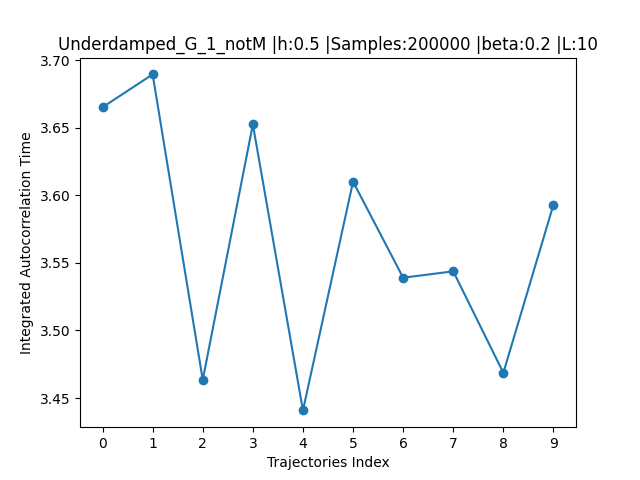 Underdamped_G_1_notM |h:0.5 |Samples:200000 |beta:0.2 |L:10
3.70
3.65
3.60
3.55
3.50
3.45
Integrated Autocorrelation Time
0 1 2 3 4 5 6 7 8 9
Trajectories Index